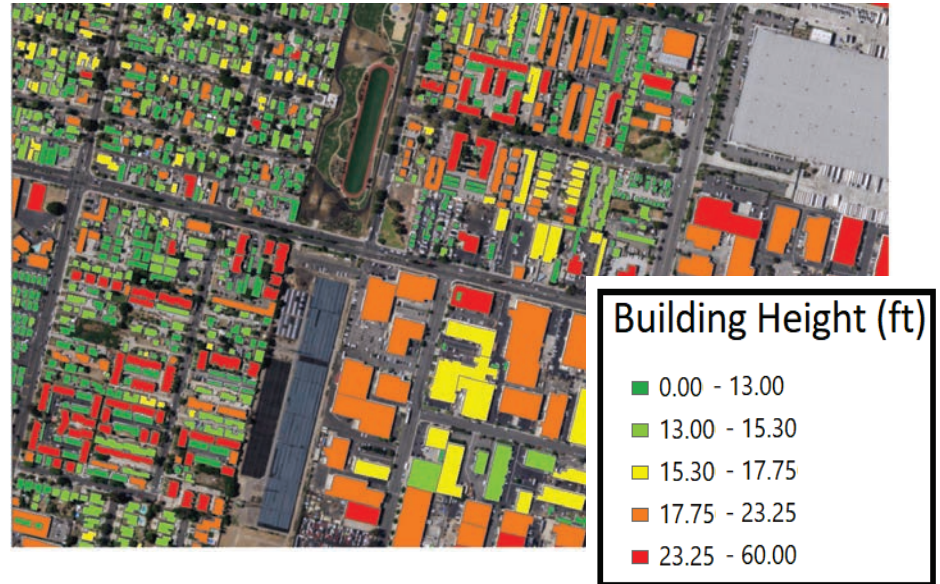 Building Height (ft)
0.00 - 13.00
13.00 - 15.30
15.30 - 17.75
17.75 - 23.25
23.25 - 60.00